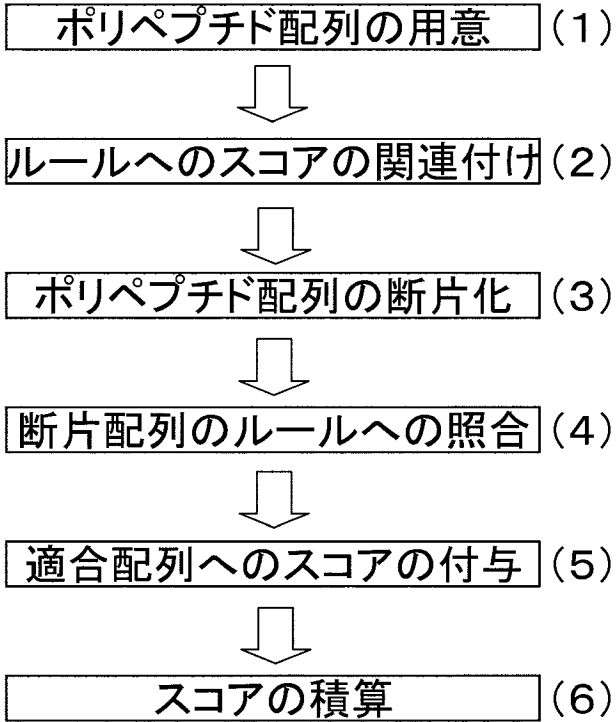 ポリペプチド配列の用意 (1)
ルールへのスコアの関連付け (2)
ポリペプチド配列の断片化 (3)
断片配列のルールへの照合 (4)
適合配列へのスコアの付与 (5)
スコアの積算 (6)